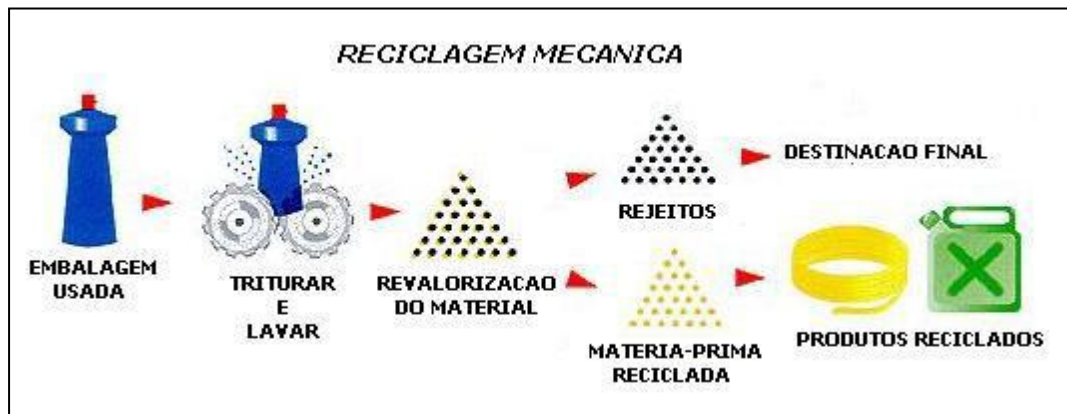 RECICLAGEM MECANICA
EMBALAGEM
USADA
TRITURAR
E
LAVAR
REVALORIZACAO
DO MATERIAL
REJEITOS
DESTINACAO FINAL
MATERIA-PRIMA
RECICLADA
PRODUTOS RECICLADOS